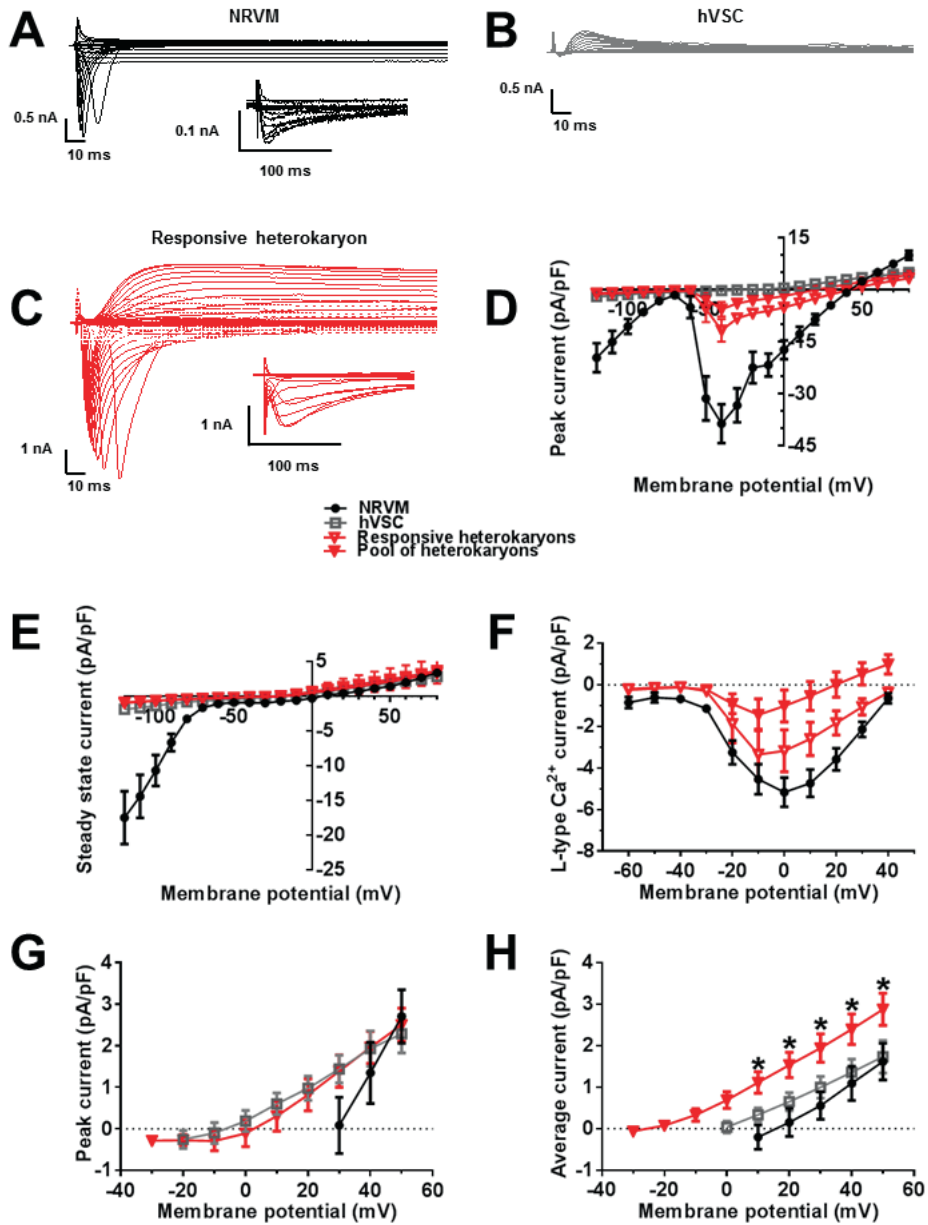 A
NRVM
0.5 nA
10 ms
0.1 nA
100 ms
B
hVSC
0.5 nA
10 ms
C
Responsive heterokaryon
1 nA
10 ms
1 nA
100 ms
D
Peak current (pA/pF)
15
-100
-50
50
-15
-30
-45
Membrane potential (mV)
NRVM
hVSC
Responsive heterokaryons
Pool of heterokaryons
E
Steady state current (pA/pF)
5
-100
-50
50
-5
-10
-15
-20
-25
Membrane potential (mV)
F
L-type Ca2+ current (pA/pF)
2
0
-2
-4
-6
-8
-60
-40
-20
0
20
40
Membrane potential (mV)
G
Peak current (pA/pF)
4
3
2
1
0
-1
-40
-20
0
20
40
60
Membrane potential (mV)
H
Average current (pA/pF)
4
3
2
1
0
-1
* * * * *
-40
-20
0
20
40
60
Membrane potential (mV)